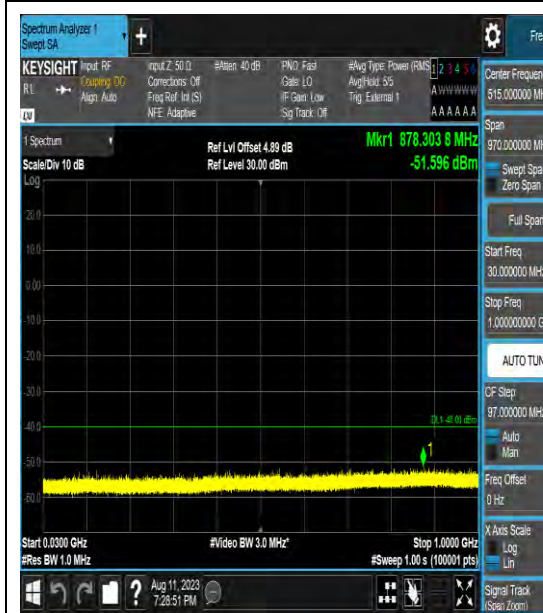 Spectrum Analyzer 1
Swept SA
+
Fre
KEYSIGHT
RL
Input: RF
Coupling: DC
Align: Auto
Input Z: 50 Ω
Corrections: Off
Freq Ref: Int (S)
NFE: Adaptive
#Atten: 40 dB
PNO: Fast
Gate: LO
IF Gain: Low
Sig Track: Off
#Avg Type: Power (RMS
Avg|Hold: 5/5
Trig: External 1
1 2 3 4 5 6
A W W W W W
A A A A A A
LV
1 Spectrum
Scale/Div 10 dB
Log
Ref Lvl Offset 4.89 dB
Ref Level 30.00 dBm
Mkr1 878.303 8 MHz
-51.596 dBm
20.0
10.0
0.00
-10.0
-20.0
-30.0
-40.0
-50.0
-60.0
1
Start 0.0300 GHz
#Res BW 1.0 MHz
#Video BW 3.0 MHz*
Stop 1.0000 GHz
#Sweep 1.00 s (100001 pts)
Center Frequen
515.000000 MH
Span
970.000000 MH
Swept Spa
Zero Span
Full Span
Start Freq
30.000000 MHz
Stop Freq
1.000000000 G
AUTO TUN
CF Step
97.000000 MHz
Auto
Man
Freq Offset
0 Hz
X Axis Scale
Log
Lin
Signal Track
(Span Zoom)
?
Aug 11, 2023
7:28:51 PM